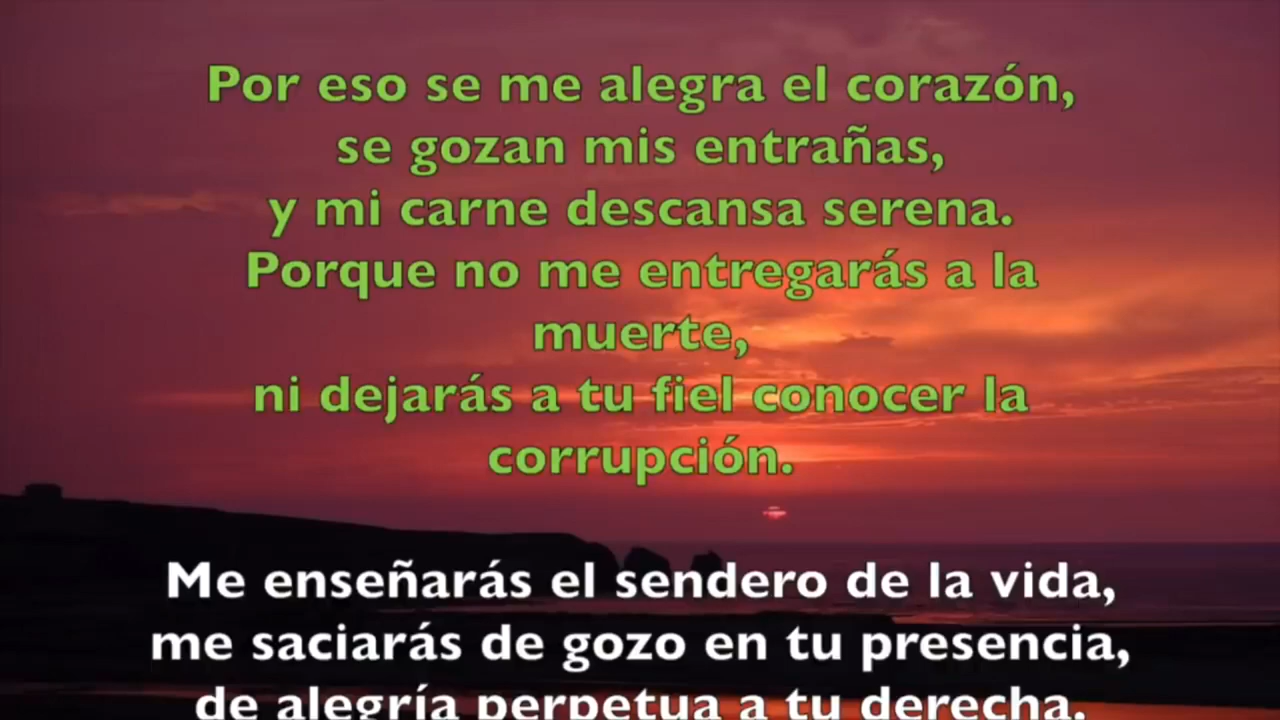 Por eso se me alegra el corazón,
se gozan mis entrañas,
y mi carne descansa serena.
Porque no me entregarás a la
muerte,
ni dejarás a tu fiel conocer la
corrupción.
Me enseñarás el sendero de la vida,
me saciarás de gozo en tu presencia,
de alegría perpetua a tu derecha.